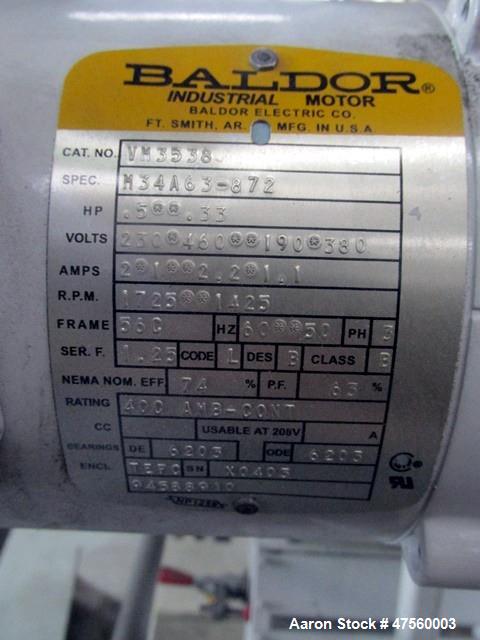 BALDOR®
INDUSTRIAL MOTOR
BALDOR ELECTRIC CO.
FT. SMITH, AR. MFG. IN U.S.A
CAT. NO. VM3538
SPEC. M34A63-872
HP .5®®.33
VOLTS 230®460®®190®380
AMPS 2®1®®2.2®1.1
R.P.M. 1725®®1425
FRAME 56C HZ 60®®50 PH 3
SER. F. 1.25 CODE L DES B CLASS B
NEMA NOM. EFF. 74 % P.F. 63 %
RATING 40C AMB-CONT
CC USABLE AT 208V A
BEARINGS DE 6203 ODE 6203
ENCL TEFC SN X0403
Aaron Stock # 47560003